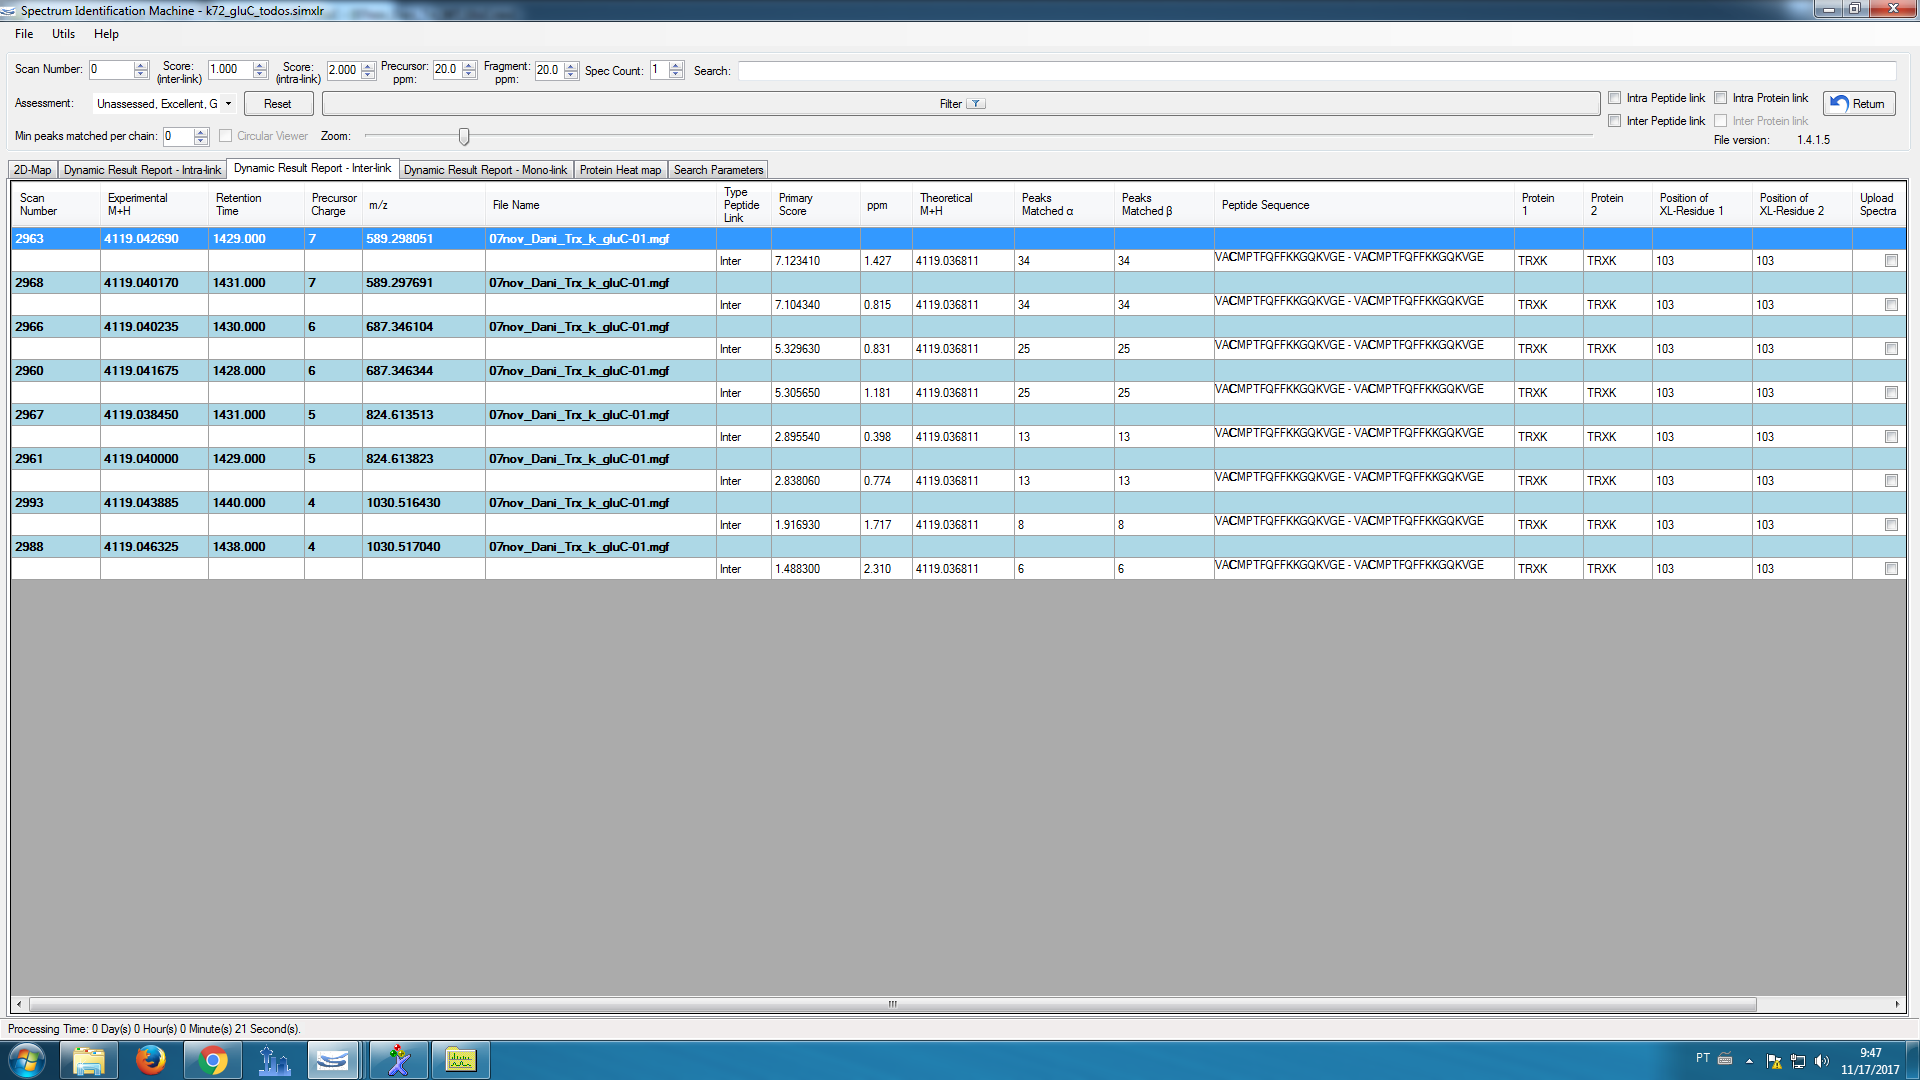 Spectrum Identification Machine - k72_gluC_todos.simxlr
File Utils Help
Scan Number: 0 Score: (inter-link) 1.000 Score: (intra-link) 2.000 Precursor: ppm: 20.0 Fragment: ppm: 20.0 Spec Count: 1 Search:
Assessment: Unassessed, Excellent, G Reset Filter Intra Peptide link Intra Protein link Return
Inter Peptide link Inter Protein link
Min peaks matched per chain: 0 Circular Viewer Zoom: File version: 1.4.1.5
2D-Map Dynamic Result Report - Intra-link Dynamic Result Report - Inter-link Dynamic Result Report - Mono-link Protein Heat map Search Parameters
Scan Number Experimental M+H Retention Time Precursor Charge m/z File Name Type Peptide Link Primary Score ppm Theoretical M+H Peaks Matched α Peaks Matched β Peptide Sequence Protein 1 Protein 2 Position of XL-Residue 1 Position of XL-Residue 2 Upload Spectra
2963 4119.042690 1429.000 7 589.298051 07nov_Dani_Trx_k_gluC-01.mgf
Inter 7.123410 1.427 4119.036811 34 34 VACMPTFQFFKKGQKVGE - VACMPTFQFFKKGQKVGE TRXK TRXK 103 103
2968 4119.040170 1431.000 7 589.297691 07nov_Dani_Trx_k_gluC-01.mgf
Inter 7.104340 0.815 4119.036811 34 34 VACMPTFQFFKKGQKVGE - VACMPTFQFFKKGQKVGE TRXK TRXK 103 103
2966 4119.040235 1430.000 6 687.346104 07nov_Dani_Trx_k_gluC-01.mgf
Inter 5.329630 0.831 4119.036811 25 25 VACMPTFQFFKKGQKVGE - VACMPTFQFFKKGQKVGE TRXK TRXK 103 103
2960 4119.041675 1428.000 6 687.346344 07nov_Dani_Trx_k_gluC-01.mgf
Inter 5.305650 1.181 4119.036811 25 25 VACMPTFQFFKKGQKVGE - VACMPTFQFFKKGQKVGE TRXK TRXK 103 103
2967 4119.038450 1431.000 5 824.613513 07nov_Dani_Trx_k_gluC-01.mgf
Inter 2.895540 0.398 4119.036811 13 13 VACMPTFQFFKKGQKVGE - VACMPTFQFFKKGQKVGE TRXK TRXK 103 103
2961 4119.040000 1429.000 5 824.613823 07nov_Dani_Trx_k_gluC-01.mgf
Inter 2.838060 0.774 4119.036811 13 13 VACMPTFQFFKKGQKVGE - VACMPTFQFFKKGQKVGE TRXK TRXK 103 103
2993 4119.043885 1440.000 4 1030.516430 07nov_Dani_Trx_k_gluC-01.mgf
Inter 1.916930 1.717 4119.036811 8 8 VACMPTFQFFKKGQKVGE - VACMPTFQFFKKGQKVGE TRXK TRXK 103 103
2988 4119.046325 1438.000 4 1030.517040 07nov_Dani_Trx_k_gluC-01.mgf
Inter 1.488300 2.310 4119.036811 6 6 VACMPTFQFFKKGQKVGE - VACMPTFQFFKKGQKVGE TRXK TRXK 103 103
Processing Time: 0 Day(s) 0 Hour(s) 0 Minute(s) 21 Second(s).
PT 9:47
11/17/2017